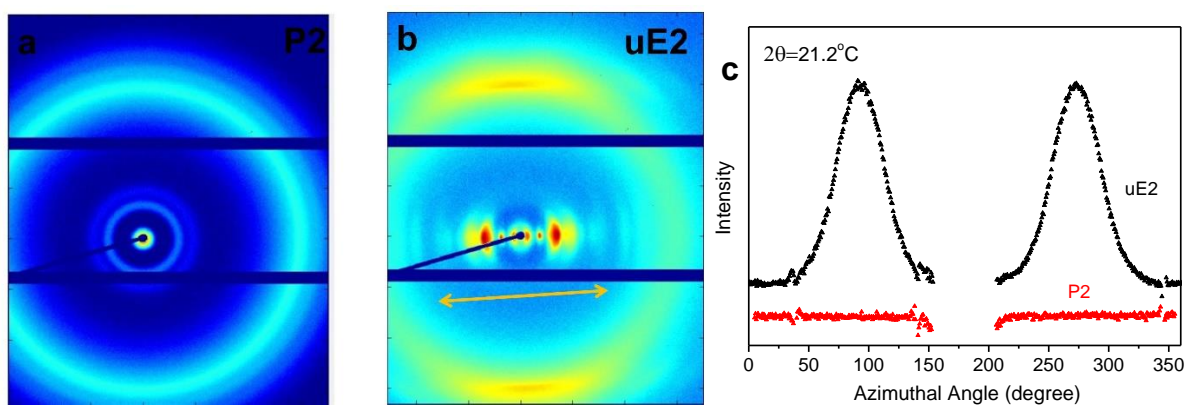 a
P2
b
uE2
c
2θ=21.2°C
uE2
P2
Intensity
0 50 100 150 200 250 300 350
Azimuthal Angle (degree)